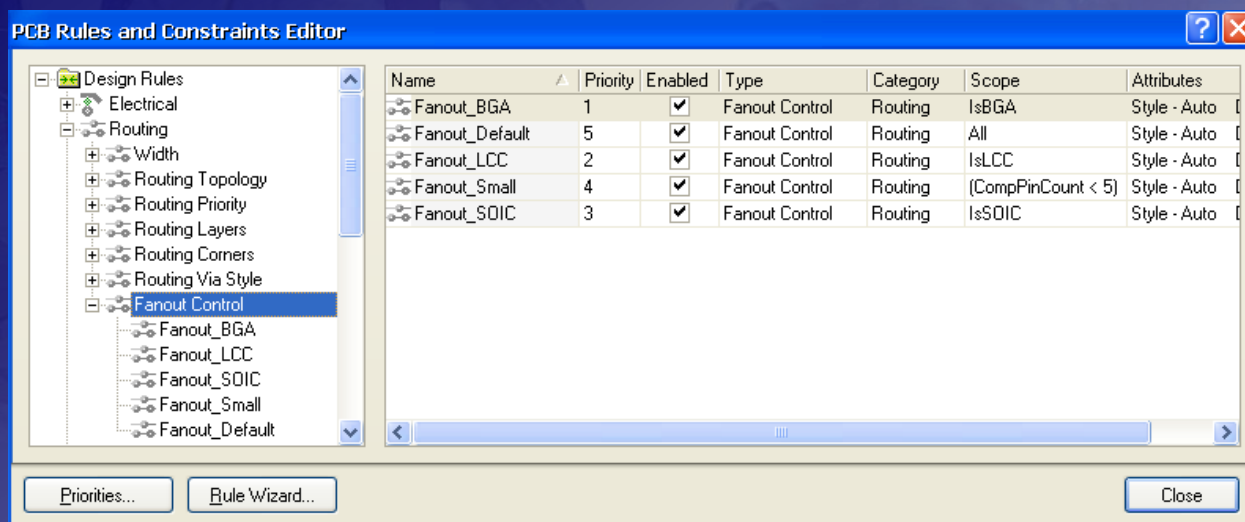 PCB Rules and Constraints Editor
Design Rules
Electrical
Routing
Width
Routing Topology
Routing Priority
Routing Layers
Routing Corners
Routing Via Style
Fanout Control
Fanout_BGA
Fanout_LCC
Fanout_SOIC
Fanout_Small
Fanout_Default
Name Priority Enabled Type Category Scope Attributes
Fanout_BGA 1 Fanout Control Routing IsBGA Style - Auto
Fanout_Default 5 Fanout Control Routing All Style - Auto
Fanout_LCC 2 Fanout Control Routing IsLCC Style - Auto
Fanout_Small 4 Fanout Control Routing (CompPinCount < 5) Style - Auto
Fanout_SOIC 3 Fanout Control Routing IsSOIC Style - Auto
Priorities... Rule Wizard... Close